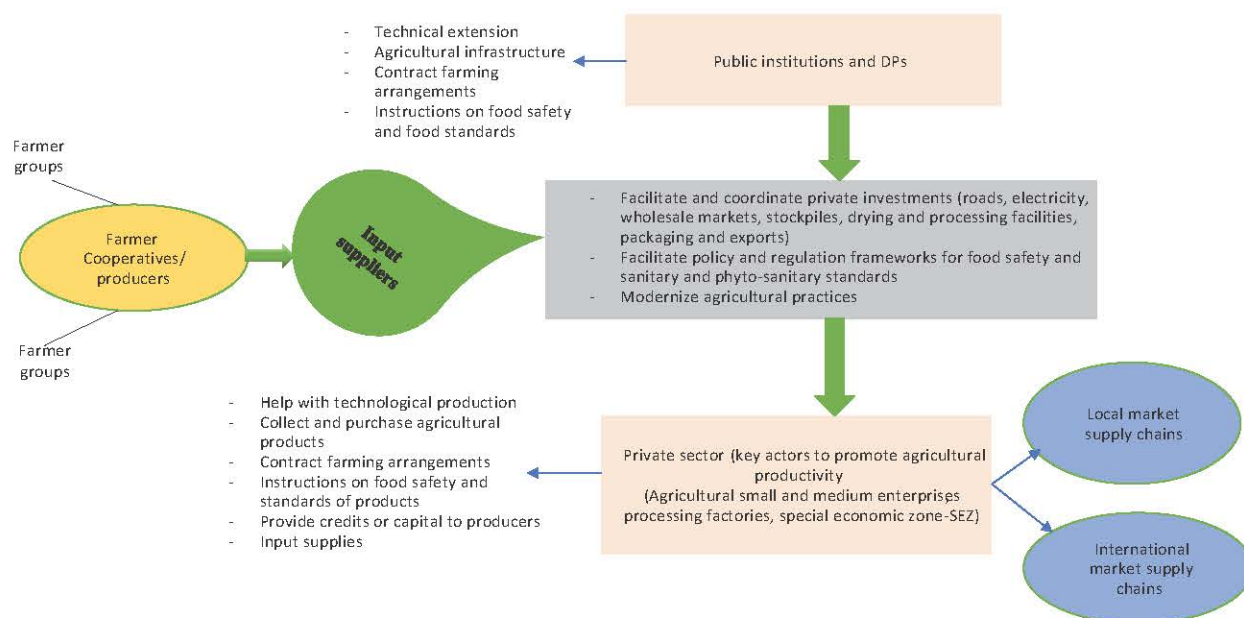 - Technical extension
- Agricultural infrastructure
- Contract farming
arrangements
- Instructions on food safety
and food standards
Public institutions and DPs
Farmer
groups
Farmer
Cooperatives/
producers
Farmer
groups
Input
suppliers
- Facilitate and coordinate private investments (roads, electricity,
wholesale markets, stockpiles, drying and processing facilities,
packaging and exports)
- Facilitate policy and regulation frameworks for food safety and
sanitary and phyto-sanitary standards
- Modernize agricultural practices
- Help with technological production
- Collect and purchase agricultural
products
- Contract farming arrangements
- Instructions on food safety and
standards of products
- Provide credits or capital to producers
- Input supplies
Private sector (key actors to promote agricultural
productivity
(Agricultural small and medium enterprises
processing factories, special economic zone-SEZ)
Local market
supply chains
International
market supply
chains